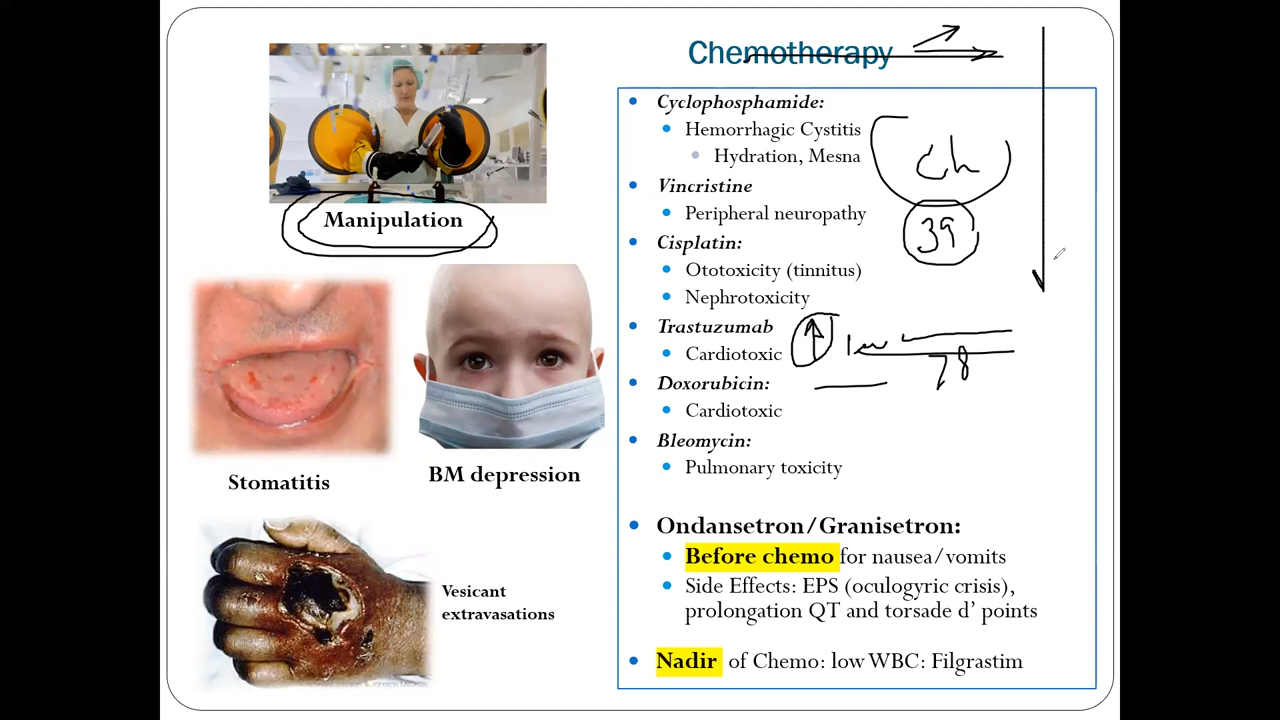 Chemotherapy
Manipulation
Stomatitis
BM depression
Vesicant
extravasations
Cyclophosphamide:
Hemorrhagic Cystitis
Hydration, Mesna
Vincristine
Peripheral neuropathy
Cisplatin:
Ototoxicity (tinnitus)
Nephrotoxicity
Trastuzumab
Cardiotoxic
Doxorubicin:
Cardiotoxic
Bleomycin:
Pulmonary toxicity
Ondansetron/Granisetron:
Before chemo for nausea/vomits
Side Effects: EPS (oculogyric crisis),
prolongation QT and torsade d' points
Nadir of Chemo: low WBC: Filgrastim
Ch
39
78